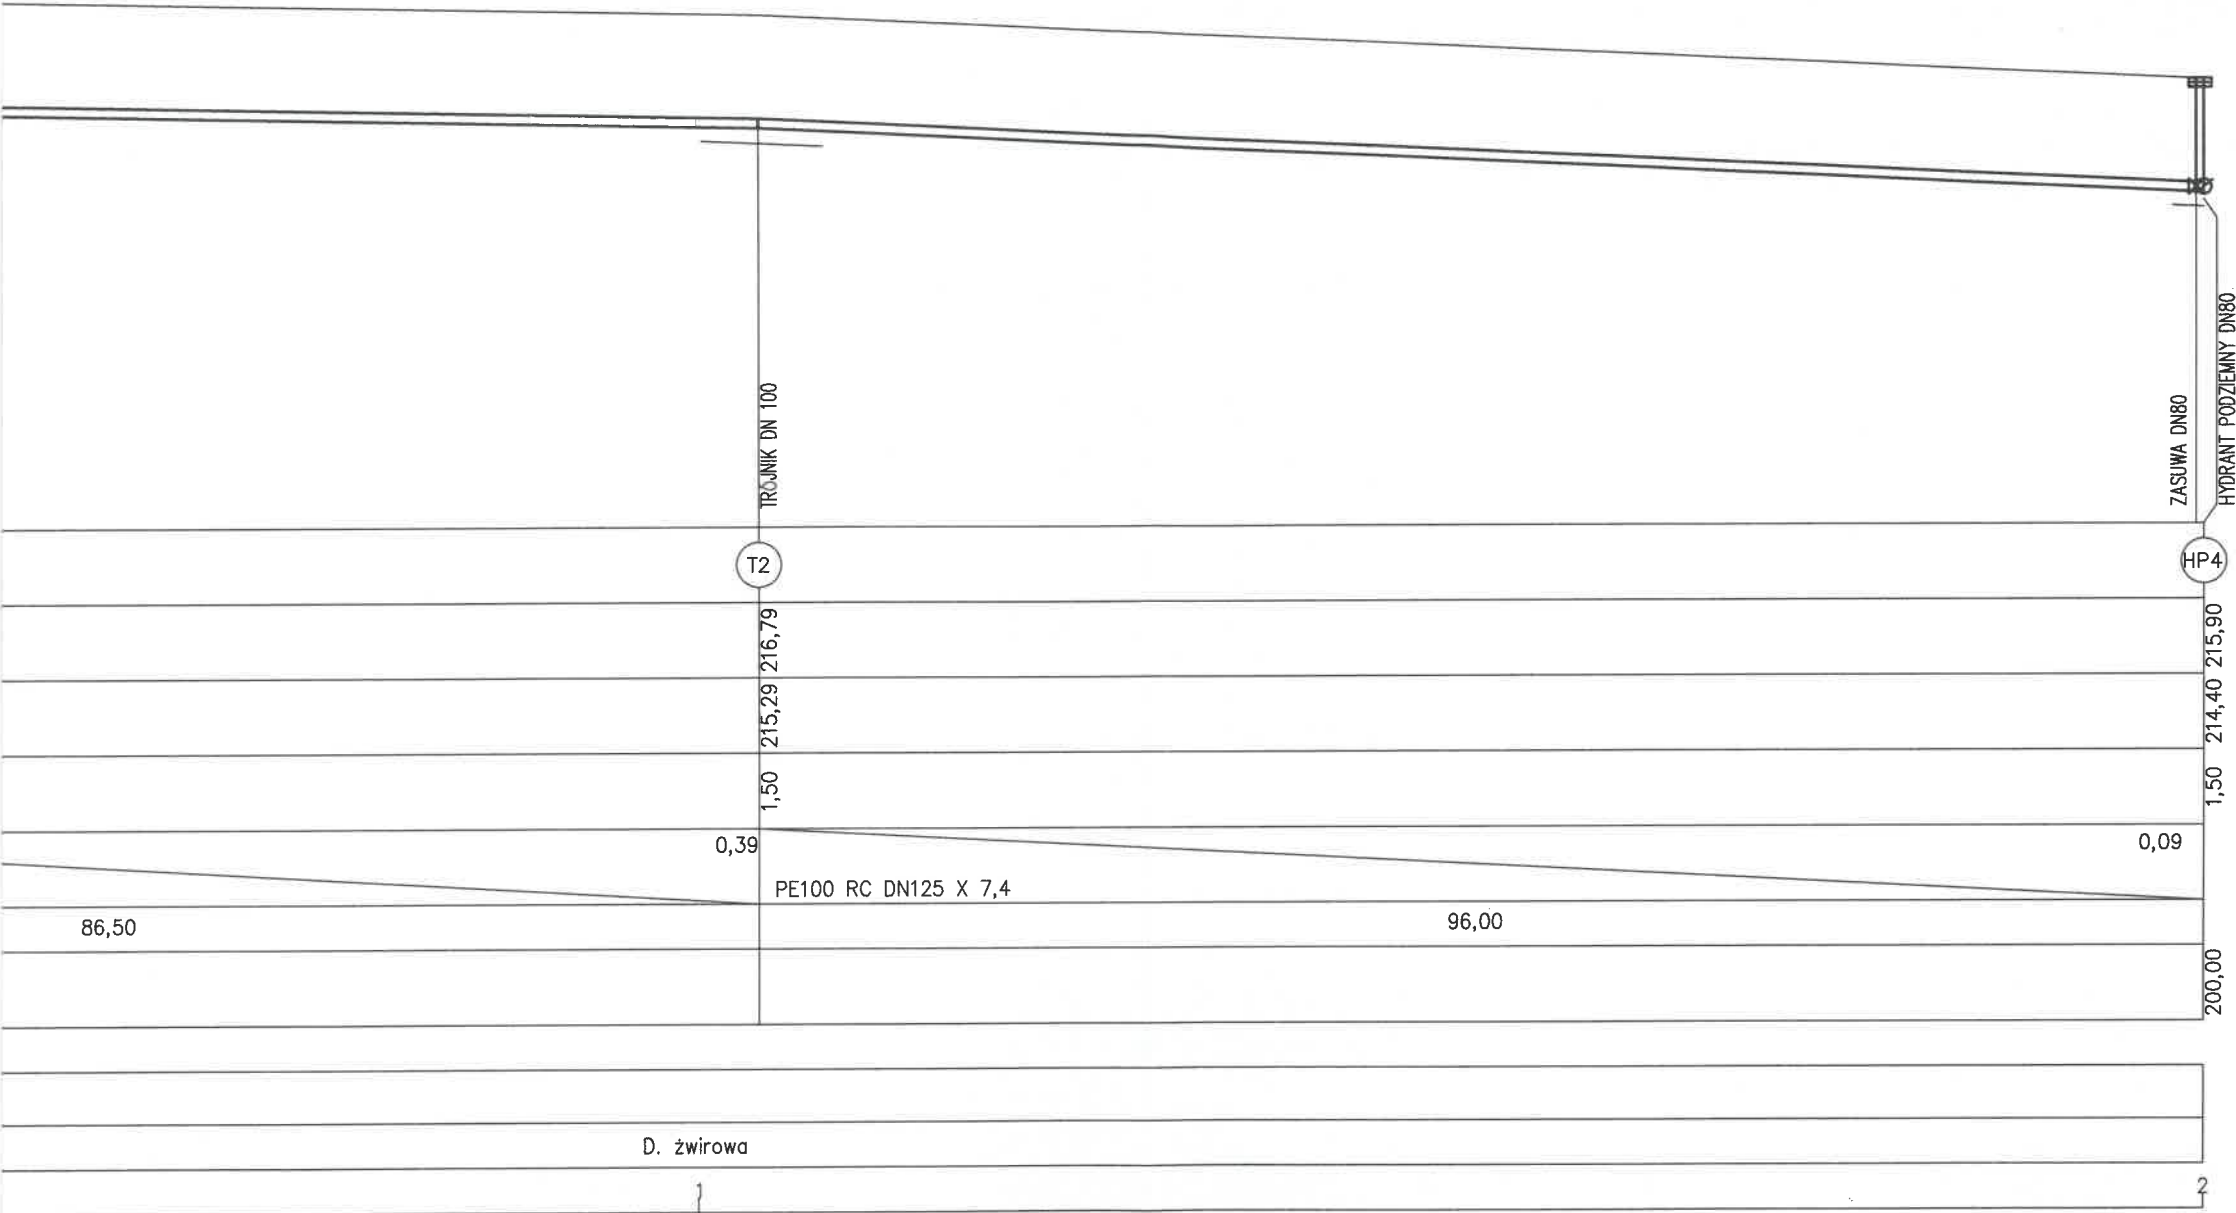 TRÓJNIK DN 100
ZASUWA DN80
HYDRANT PODZIEMNY DN80
T2
HP4
216,79
215,90
215,29
214,40
1,50
1,50
0,39
0,09
PE100 RC DN125 X 7,4
86,50
96,00
200,00
D. żwirowa
1
2